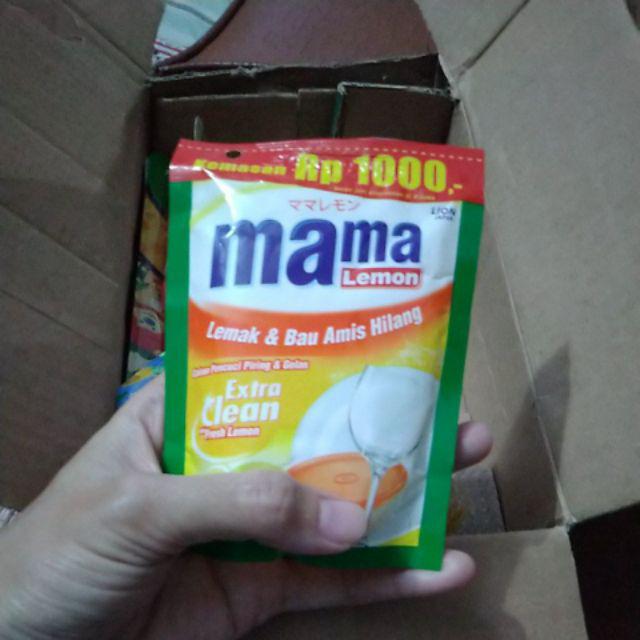 Kemasan Rp 1000,-
ママレモン
LION
JAPAN
mama
Lemon
Lemak & Bau Amis Hilang
Cairan Pencuci Piring & Gelas
Extra
Clean
Fresh Lemon